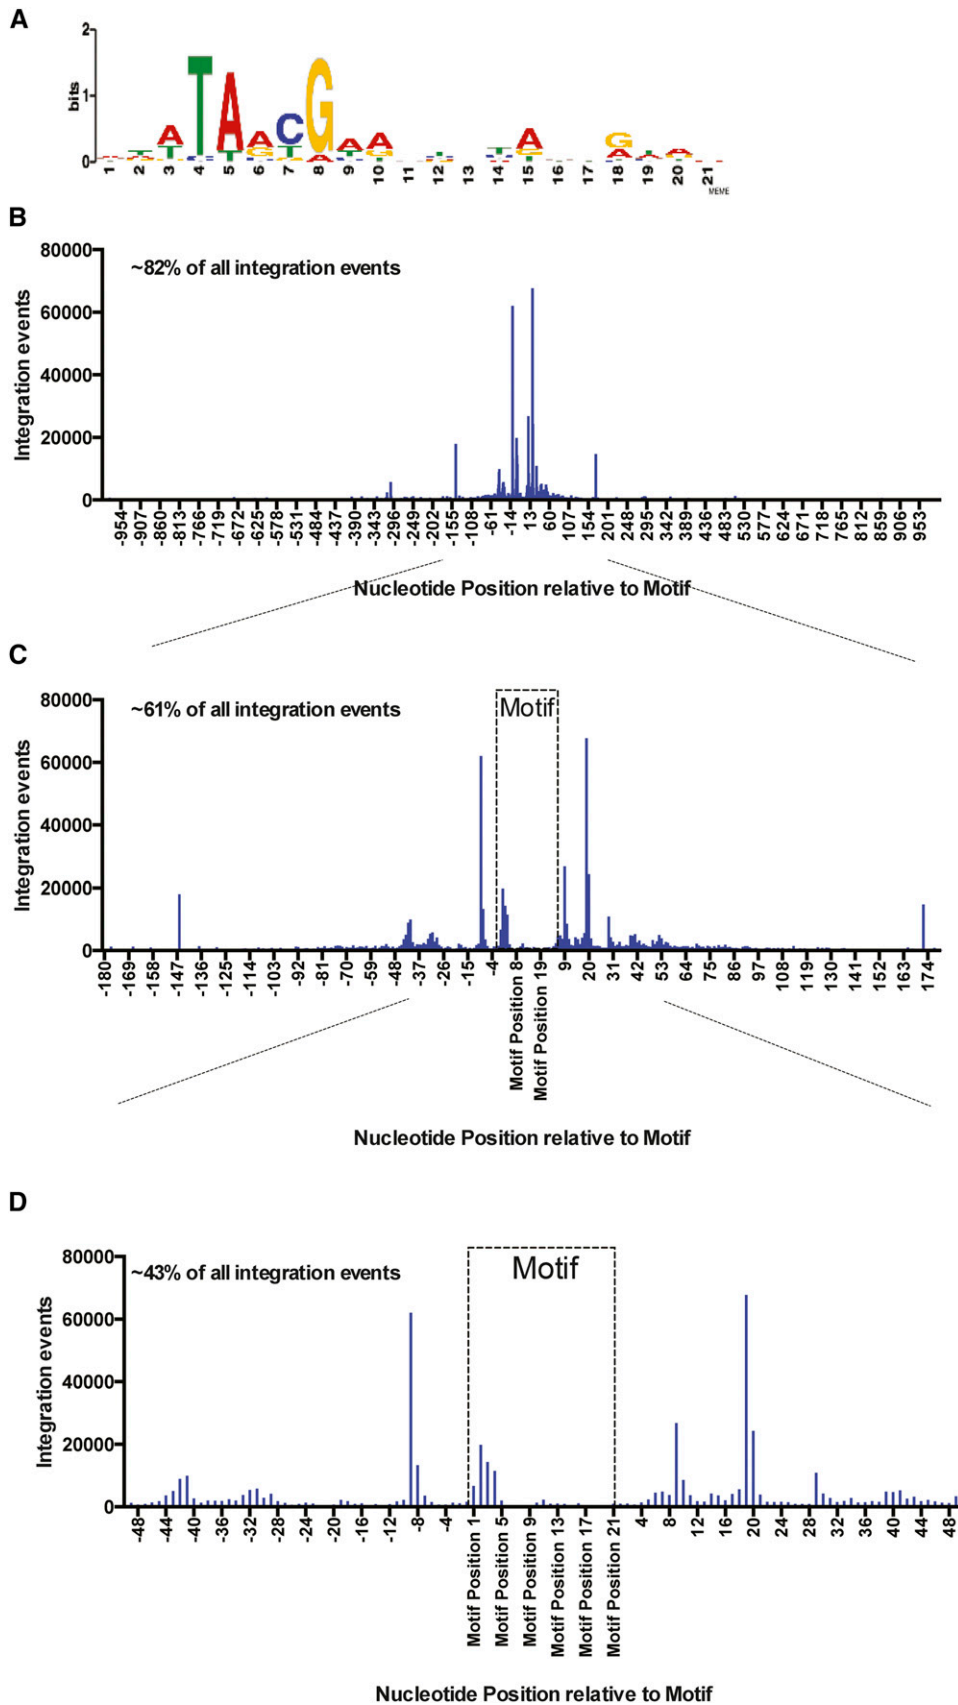 A
2
bits
1
0
1 2 3 4 5 6 7 8 9 10 11 12 13 14 15 16 17 18 19 20 21
MEME
B
80000
~82% of all integration events
60000
40000
20000
0
Integration events
-954 -907 -860 -813 -766 -719 -672 -625 -578 -531 -484 -437 -390 -343 -296 -249 -202 -155 -108 -61 -14 13 60 107 154 201 248 295 342 389 436 483 530 577 624 671 718 765 812 859 906 953
Nucleotide Position relative to Motif
C
80000
~61% of all integration events
Motif
60000
40000
20000
0
Integration events
-180 -169 -158 -147 -136 -125 -114 -103 -92 -81 -70 -59 -48 -37 -26 -15 -4 Motif Position 8 Motif Position 19 9 20 31 42 53 64 75 86 97 108 119 130 141 152 163 174
Nucleotide Position relative to Motif
D
80000
~43% of all integration events
Motif
60000
40000
20000
0
Integration events
-48 -44 -40 -36 -32 -28 -24 -20 -16 -12 -8 -4 Motif Position 1 Motif Position 5 Motif Position 9 Motif Position 13 Motif Position 17 Motif Position 21 4 8 12 16 20 24 28 32 36 40 44 48
Nucleotide Position relative to Motif